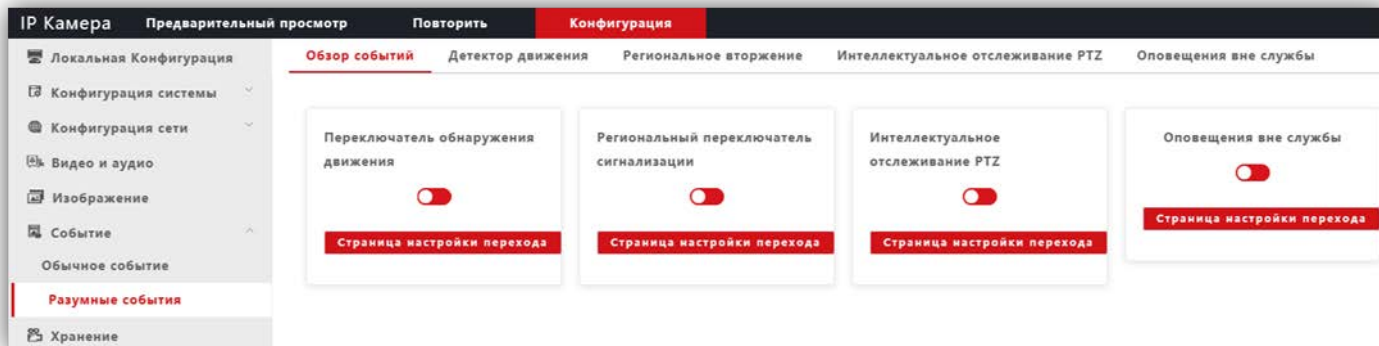 IP Камера Предварительный просмотр Повторить Конфигурация
Локальная Конфигурация
Конфигурация системы
Конфигурация сети
Видео и аудио
Изображение
Событие
Обычное событие
Разумные события
Хранение
Обзор событий Детектор движения Региональное вторжение Интеллектуальное отслеживание PTZ Оповещения вне службы
Переключатель обнаружения
движения
Страница настройки перехода
Региональный переключатель
сигнализации
Страница настройки перехода
Интеллектуальное
отслеживание PTZ
Страница настройки перехода
Оповещения вне службы
Страница настройки перехода